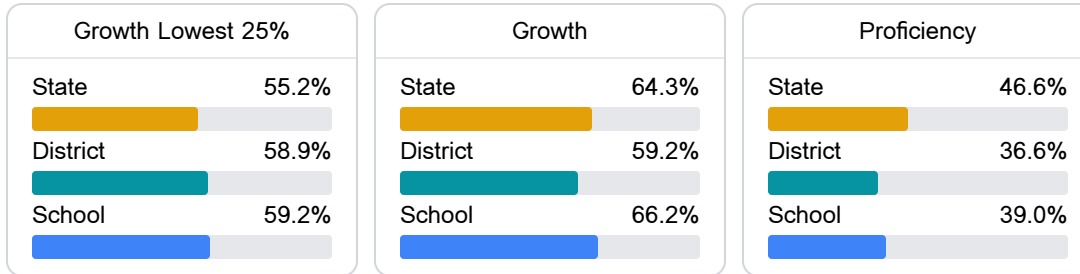 Growth Lowest 25%
State 55.2%
District 58.9%
School 59.2%
Growth
State 64.3%
District 59.2%
School 66.2%
Proficiency
State 46.6%
District 36.6%
School 39.0%